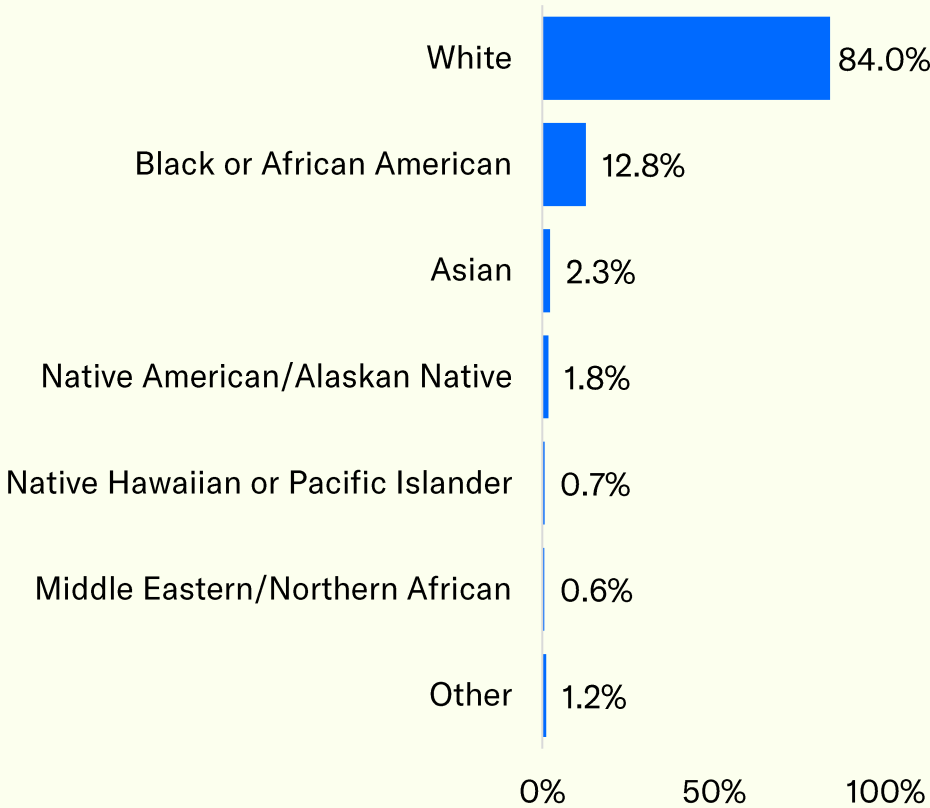 White 84.0%
Black or African American 12.8%
Asian 2.3%
Native American/Alaskan Native 1.8%
Native Hawaiian or Pacific Islander 0.7%
Middle Eastern/Northern African 0.6%
Other 1.2%
0% 50% 100%